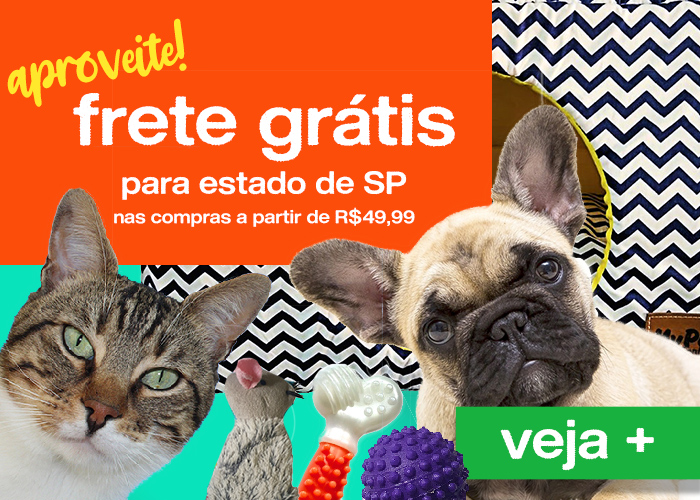 aproveite!
frete grátis
para estado de SP
nas compras a partir de R$49,99
veja +